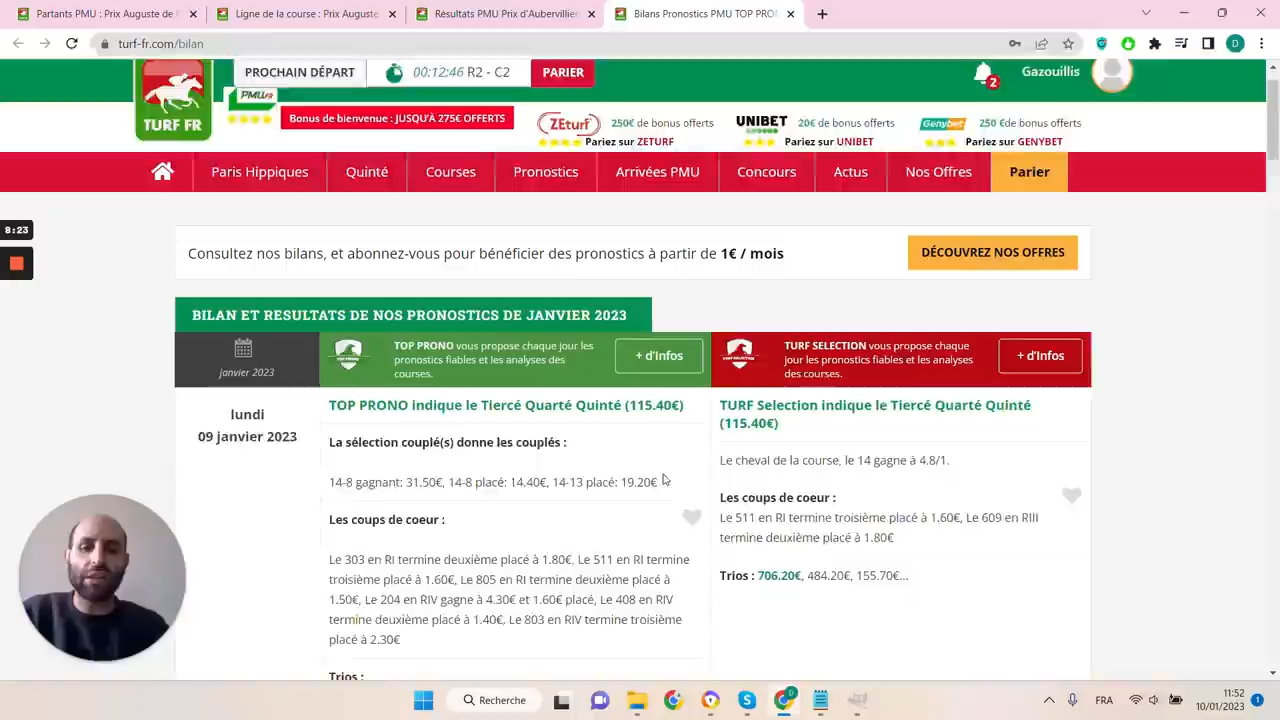 Partants PMU : Prix Auguste de
Ligne de la course : Prix Auguste
Résultats PMU Prix d'Aubervillier
Bilans Pronostics PMU TOP PRON
turf-fr.com/bilan
TURF FR
PROCHAIN DÉPART
00:12:46 R2 - C2
PARIER
2
Gazouillis
PMU.FR
Bonus de bienvenue : JUSQU'À 275€ OFFERTS
ZEturf
250€ de bonus offerts
Pariez sur ZETURF
UNIBET
20€ de bonus offerts
Pariez sur UNIBET
Genybet
250 €de bonus offerts
Pariez sur GENYBET
Paris Hippiques
Quinté
Courses
Pronostics
Arrivées PMU
Concours
Actus
Nos Offres
Parier
8:23
Consultez nos bilans, et abonnez-vous pour bénéficier des pronostics à partir de 1€ / mois
DÉCOUVREZ NOS OFFRES
BILAN ET RESULTATS DE NOS PRONOSTICS DE JANVIER 2023
janvier 2023
TOP PRONO vous propose chaque jour les
pronostics fiables et les analyses des
courses.
+ d'Infos
TURF SELECTION vous propose chaque
jour les pronostics fiables et les analyses
des courses.
+ d'Infos
lundi
09 janvier 2023
TOP PRONO indique le Tiercé Quarté Quinté (115.40€)
La sélection couplé(s) donne les couplés :
14-8 gagnant: 31.50€, 14-8 placé: 14.40€, 14-13 placé: 19.20€
Les coups de coeur :
Le 303 en RI termine deuxième placé à 1.80€, Le 511 en RI termine
troisième placé à 1.60€, Le 805 en RI termine deuxième placé à
1.50€, Le 204 en RIV gagne à 4.30€ et 1.60€ placé, Le 408 en RIV
termine deuxième placé à 1.40€, Le 803 en RIV termine troisième
placé à 2.30€
Trios :
TURF Selection indique le Tiercé Quarté Quinté
(115.40€)
Le cheval de la course, le 14 gagne à 4.8/1.
Les coups de coeur :
Le 511 en RI termine troisième placé à 1.60€, Le 609 en RIII
termine deuxième placé à 1.80€
Trios : 706.20€, 484.20€, 155.70€...
Recherche
FRA
11:52
10/01/2023
1